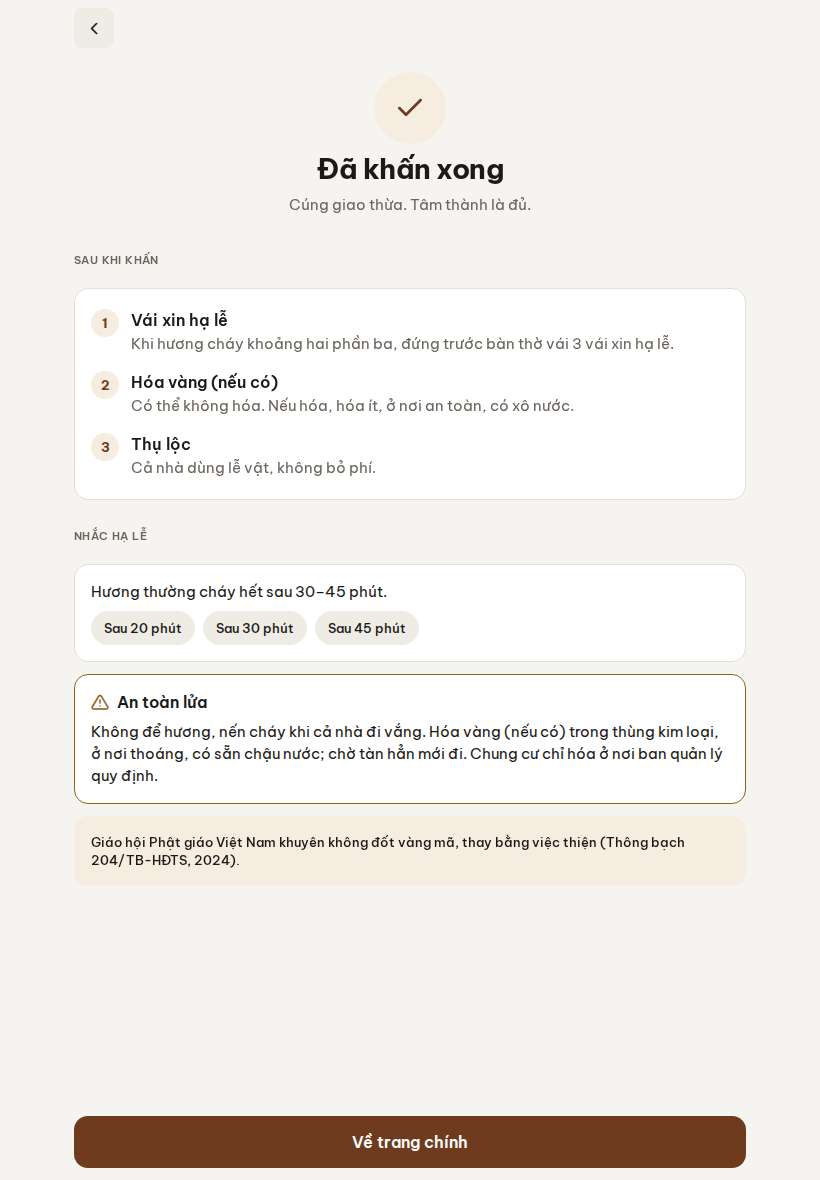 Đã khấn xong
Cúng giao thừa. Tâm thành là đủ.
SAU KHI KHẤN
1
Vái xin hạ lễ
Khi hương cháy khoảng hai phần ba, đứng trước bàn thờ vái 3 vái xin hạ lễ.
2
Hóa vàng (nếu có)
Có thể không hóa. Nếu hóa, hóa ít, ở nơi an toàn, có xô nước.
3
Thụ lộc
Cả nhà dùng lễ vật, không bỏ phí.
NHẮC HẠ LỄ
Hương thường cháy hết sau 30–45 phút.
Sau 20 phút
Sau 30 phút
Sau 45 phút
An toàn lửa
Không để hương, nến cháy khi cả nhà đi vắng. Hóa vàng (nếu có) trong thùng kim loại,
ở nơi thoáng, có sẵn chậu nước; chờ tàn hẳn mới đi. Chung cư chỉ hóa ở nơi ban quản lý
quy định.
Giáo hội Phật giáo Việt Nam khuyên không đốt vàng mã, thay bằng việc thiện (Thông bạch
204/TB-HĐTS, 2024).
Về trang chính